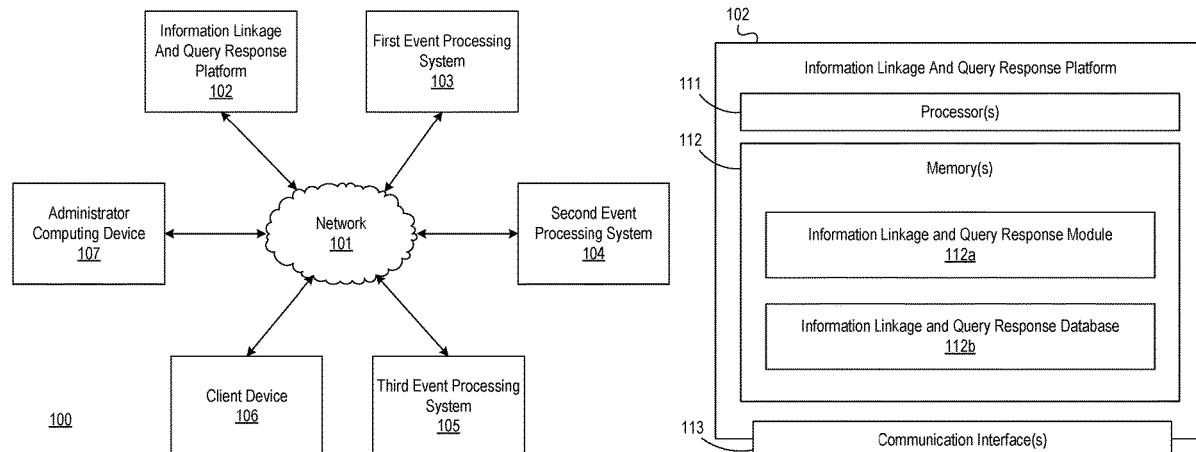 Information Linkage
And Query Response
Platform
102
First Event Processing
System
103
Administrator
Computing Device
107
Network
101
Second Event
Processing System
104
Client Device
106
Third Event Processing
System
105
100
102
Information Linkage And Query Response Platform
111
Processor(s)
112
Memory(s)
Information Linkage and Query Response Module
112a
Information Linkage and Query Response Database
112b
113
Communication Interface(s)